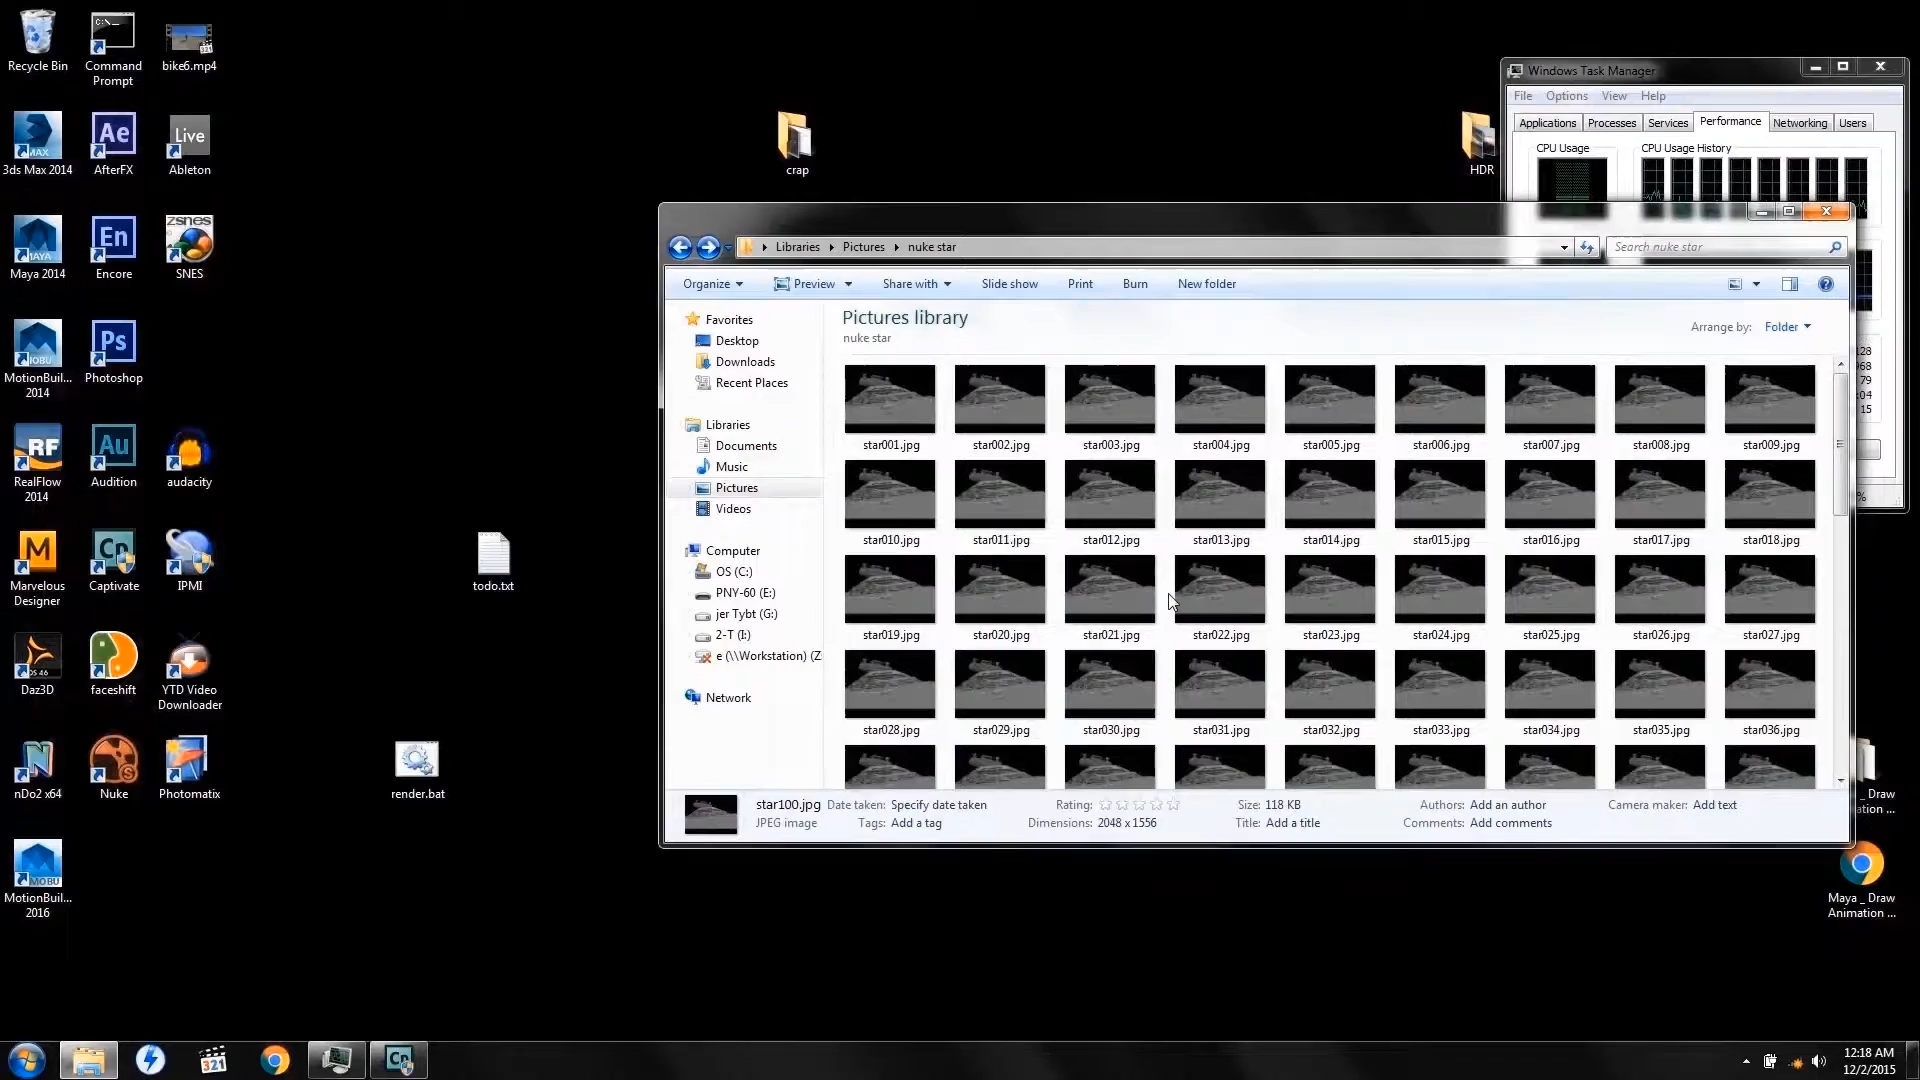 Recycle Bin
Command
Prompt
bike6.mp4
3ds Max 2014
AfterFX
Ableton
Maya 2014
Encore
SNES
MotionBuil...
2014
Photoshop
RealFlow
2014
Audition
audacity
Marvelous
Designer
Captivate
IPMI
Daz3D
faceshift
YTD Video
Downloader
nDo2 x64
Nuke
Photomatix
MotionBuil...
2016
crap
HDR
todo.txt
render.bat
Windows Task Manager
File Options View Help
Applications Processes Services Performance Networking Users
CPU Usage
CPU Usage History
Libraries Pictures nuke star
Search nuke star
Organize Preview Share with Slide show Print Burn New folder
Favorites
Desktop
Downloads
Recent Places
Libraries
Documents
Music
Pictures
Videos
Computer
OS (C:)
PNY-60 (E:)
jer Tybt (G:)
2-T (I:)
e (\\Workstation) (Z
Network
Pictures library
nuke star
Arrange by: Folder
star001.jpg star002.jpg star003.jpg star004.jpg star005.jpg star006.jpg star007.jpg star008.jpg star009.jpg
star010.jpg star011.jpg star012.jpg star013.jpg star014.jpg star015.jpg star016.jpg star017.jpg star018.jpg
star019.jpg star020.jpg star021.jpg star022.jpg star023.jpg star024.jpg star025.jpg star026.jpg star027.jpg
star028.jpg star029.jpg star030.jpg star031.jpg star032.jpg star033.jpg star034.jpg star035.jpg star036.jpg
star100.jpg Date taken: Specify date taken Rating: Size: 118 KB Authors: Add an author Camera maker: Add text
JPEG image Tags: Add a tag Dimensions: 2048 x 1556 Title: Add a title Comments: Add comments
128
968
79
:04
15
%
_ Draw
ation ...
Maya _ Draw
Animation ...
12:18 AM
12/2/2015